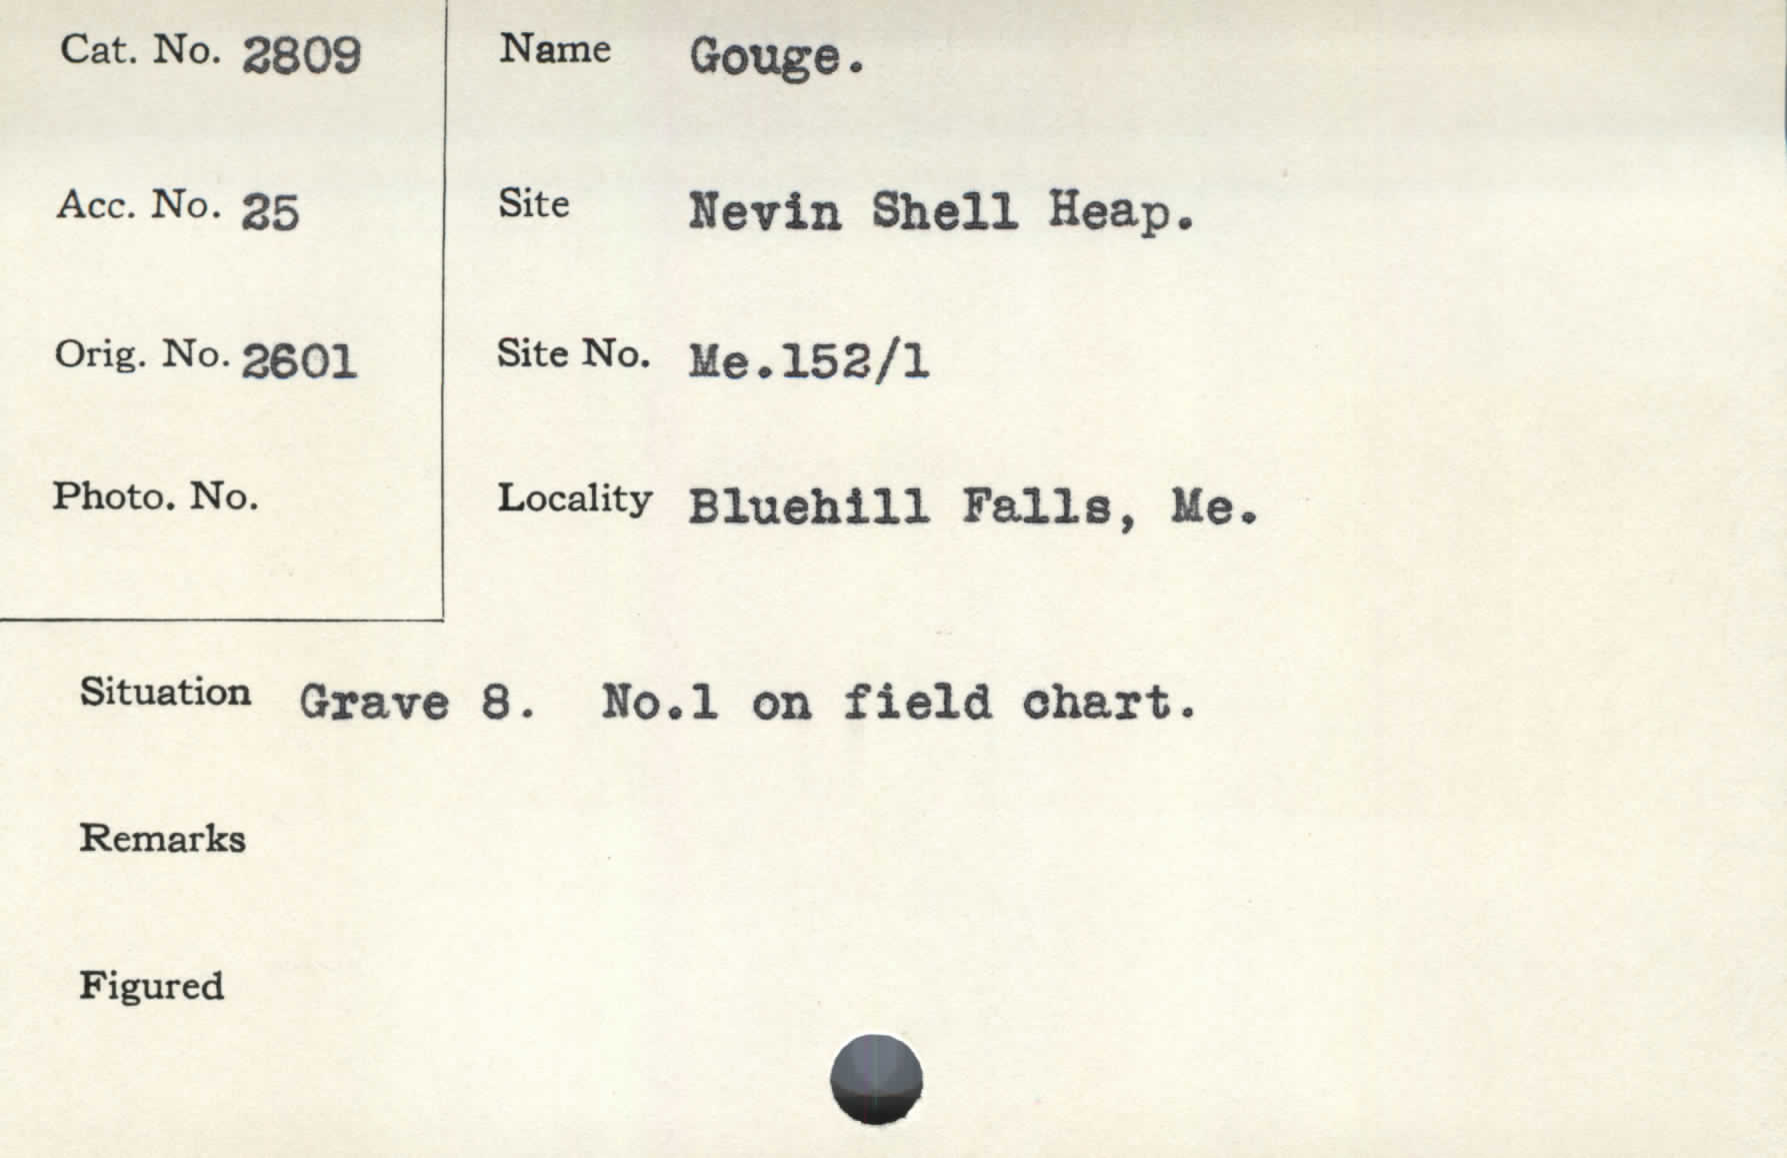 Cat. No. 2809
Acc. No. 25
Orig. No. 2601
Photo. No.
Name Gouge.
Site Nevin Shell Heap.
Site No. Me.152/1
Locality Bluehill Falls, Me.
Situation Grave 8. No.1 on field chart.
Remarks
Figured